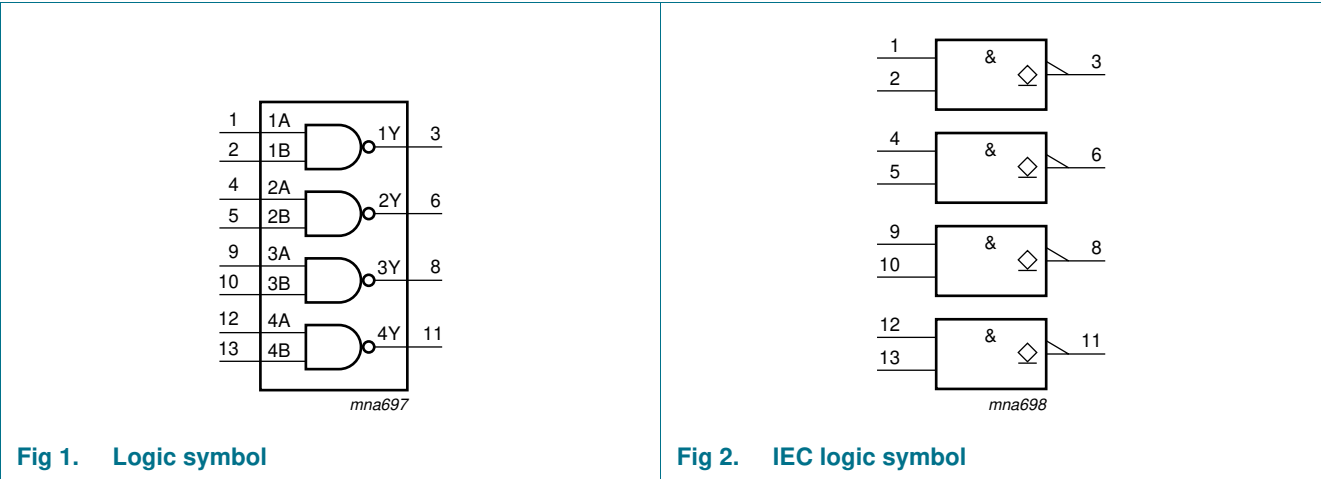 1 1A 1Y 3
2 1B
4 2A 2Y 6
5 2B
9 3A 3Y 8
10 3B
12 4A 4Y 11
13 4B
mna697
Fig 1. Logic symbol
1 & 3
2
4 & 6
5
9 & 8
10
12 & 11
13
mna698
Fig 2. IEC logic symbol